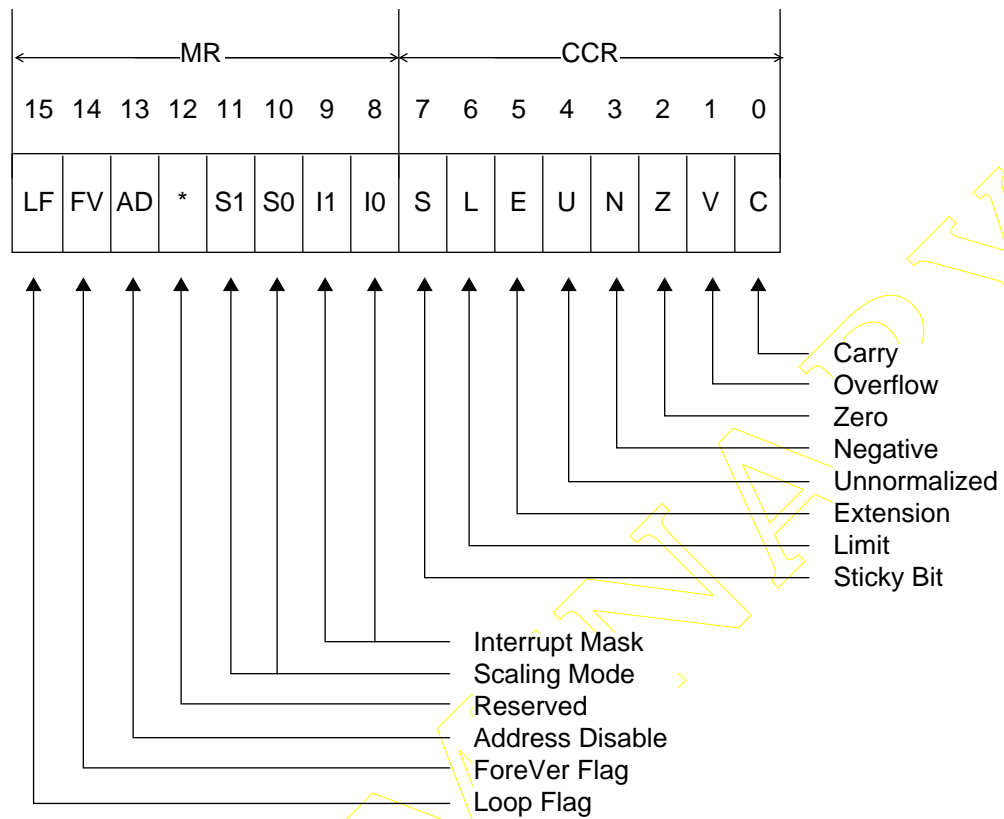 MR CCR
15 14 13 12 11 10 9 8 7 6 5 4 3 2 1 0
LF FV AD * S1 S0 I1 I0 S L E U N Z V C
Carry
Overflow
Zero
Negative
Unnormalized
Extension
Limit
Sticky Bit
Interrupt Mask
Scaling Mode
Reserved
Address Disable
ForeVer Flag
Loop Flag